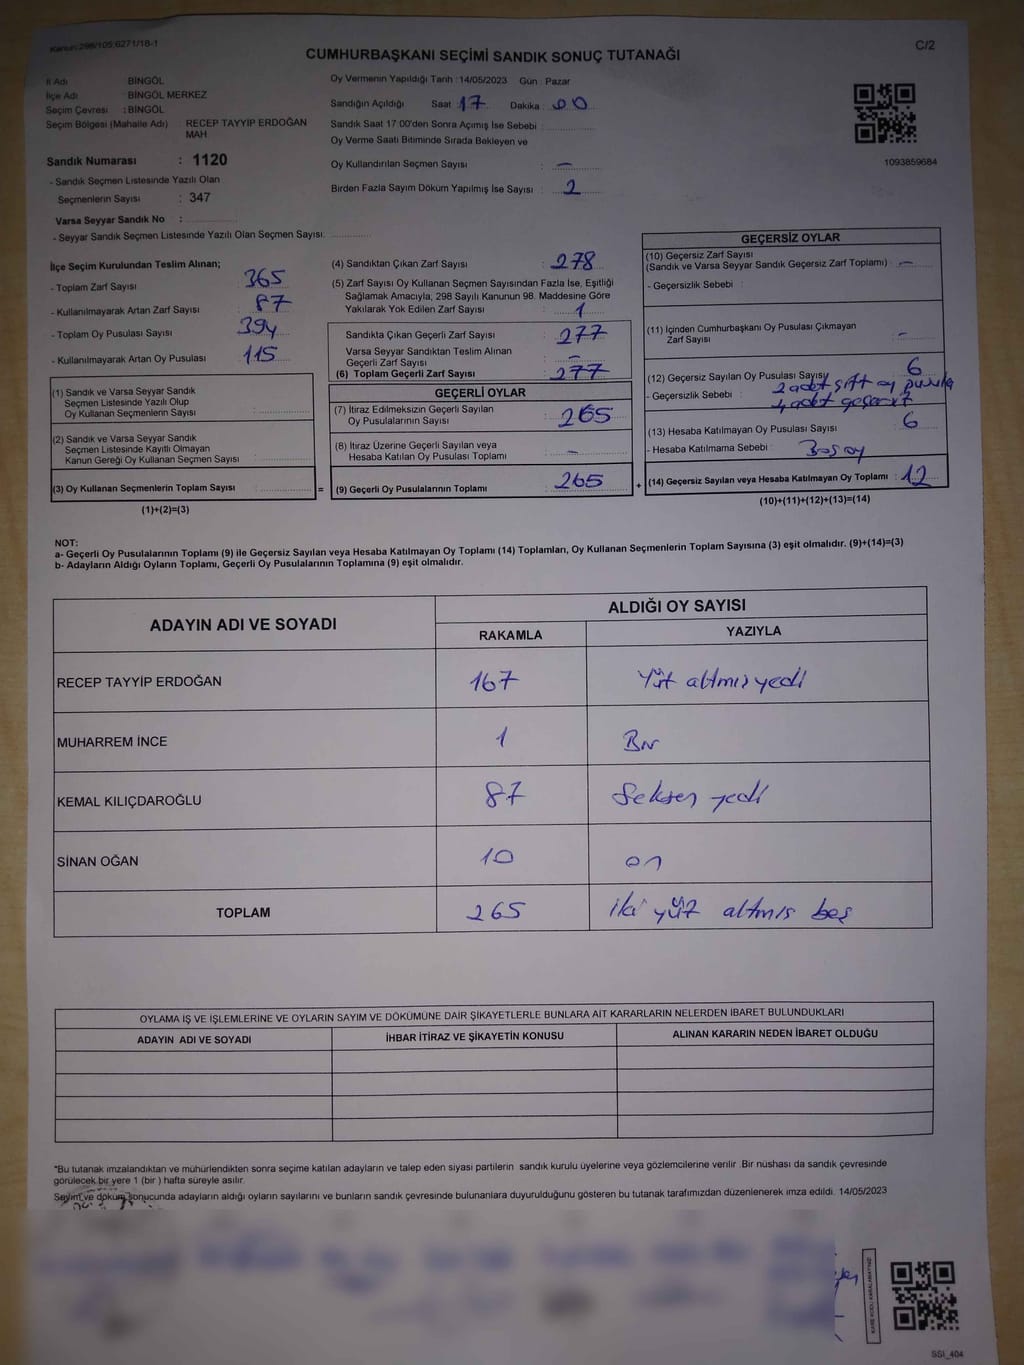 Kanun:298/105;6271/18-1
C/2
CUMHURBAŞKANI SEÇİMİ SANDIK SONUÇ TUTANAĞI
İl Adı : BİNGÖL
İlçe Adı : BİNGÖL MERKEZ
Seçim Çevresi : BİNGÖL
Seçim Bölgesi (Mahalle Adı) RECEP TAYYİP ERDOĞAN
MAH
Sandık Numarası : 1120
- Sandık Seçmen Listesinde Yazılı Olan
Seçmenlerin Sayısı : 347
Varsa Seyyar Sandık No :
- Seyyar Sandık Seçmen Listesinde Yazılı Olan Seçmen Sayısı:
Oy Vermenin Yapıldığı Tarih :14/05/2023 Gün : Pazar
Sandığın Açıldığı Saat : 17 Dakika : 00
Sandık Saat 17:00'den Sonra Açımış İse Sebebi :
Oy Verme Saati Bitiminde Sırada Bekleyen ve
Oy Kullandırılan Seçmen Sayısı : —
Birden Fazla Sayım Döküm Yapılmış İse Sayısı : 2
1093859684
İlçe Seçim Kurulundan Teslim Alınan;
- Toplam Zarf Sayısı : 365
- Kullanılmayarak Artan Zarf Sayısı : 87
- Toplam Oy Pusulası Sayısı : 394
- Kullanılmayarak Artan Oy Pusulası : 115
(1) Sandık ve Varsa Seyyar Sandık
Seçmen Listesinde Yazılı Olup
Oy Kullanan Seçmenlerin Sayısı :
(2) Sandık ve Varsa Seyyar Sandık
Seçmen Listesinde Kayıtlı Olmayan
Kanun Gereği Oy Kullanan Seçmen Sayısı :
(3) Oy Kullanan Seçmenlerin Toplam Sayısı :
(1)+(2)=(3)
(4) Sandıktan Çıkan Zarf Sayısı : 278
(5) Zarf Sayısı Oy Kullanan Seçmen Sayısından Fazla İse, Eşitliği
Sağlamak Amacıyla, 298 Sayılı Kanunun 98. Maddesine Göre
Yakılarak Yok Edilen Zarf Sayısı : 1
Sandıkta Çıkan Geçerli Zarf Sayısı : 277
Varsa Seyyar Sandıktan Teslim Alınan
Geçerli Zarf Sayısı : —
(6) Toplam Geçerli Zarf Sayısı : 277
GEÇERLİ OYLAR
(7) İtiraz Edilmeksizin Geçerli Sayılan
Oy Pusulalarının Sayısı : 265
(8) İtiraz Üzerine Geçerli Sayılan veya
Hesaba Katılan Oy Pusulası Toplamı : —
= (9) Geçerli Oy Pusulalarının Toplamı : 265
GEÇERSİZ OYLAR
(10) Geçersiz Zarf Sayısı
(Sandık ve Varsa Seyyar Sandık Geçersiz Zarf Toplamı) : —
- Geçersizlik Sebebi :
(11) İçinden Cumhurbaşkanı Oy Pusulası Çıkmayan
Zarf Sayısı : -
(12) Geçersiz Sayılan Oy Pusulası Sayısı : 6
- Geçersizlik Sebebi : 2 adet çift oy pusula
4 adet geçersiz
(13) Hesaba Katılmayan Oy Pusulası Sayısı : 6
- Hesaba Katılmama Sebebi : Boş oy
+ (14) Geçersiz Sayılan veya Hesaba Katılmayan Oy Toplamı : 12
(10)+(11)+(12)+(13)=(14)
NOT:
a- Geçerli Oy Pusulalarının Toplamı (9) ile Geçersiz Sayılan veya Hesaba Katılmayan Oy Toplamı (14) Toplamları, Oy Kullanan Seçmenlerin Toplam Sayısına (3) eşit olmalıdır. (9)+(14)=(3)
b- Adayların Aldığı Oyların Toplamı, Geçerli Oy Pusulalarının Toplamına (9) eşit olmalıdır.
ADAYIN ADI VE SOYADI ALDIĞI OY SAYISI
RAKAMLA YAZIYLA
RECEP TAYYİP ERDOĞAN 167 Yüz altmış yedi
MUHARREM İNCE 1 Bir
KEMAL KILIÇDAROĞLU 87 Seksen yedi
SİNAN OĞAN 10 on
TOPLAM 265 iki yüz altmış beş
OYLAMA İŞ VE İŞLEMLERİNE VE OYLARIN SAYIM VE DÖKÜMÜNE DAİR ŞİKAYETLERLE BUNLARA AİT KARARLARIN NELERDEN İBARET BULUNDUKLARI
ADAYIN ADI VE SOYADI İHBAR İTİRAZ VE ŞİKAYETİN KONUSU ALINAN KARARIN NEDEN İBARET OLDUĞU
*Bu tutanak imzalandıktan ve mühürlendikten sonra seçime katılan adayların ve talep eden siyasi partilerin sandık kurulu üyelerine veya gözlemcilerine verilir .Bir nüshası da sandık çevresinde
görülecek bir yere 1 (bir ) hafta süreyle asılır.
Sayım ve döküm sonucunda adayların aldığı oyların sayılarını ve bunların sandık çevresinde bulunanlara duyurulduğunu gösteren bu tutanak tarafımızdan düzenlenerek imza edildi. 14/05/2023
KARE KODU KARALAMAYINIZ!
SSI_404